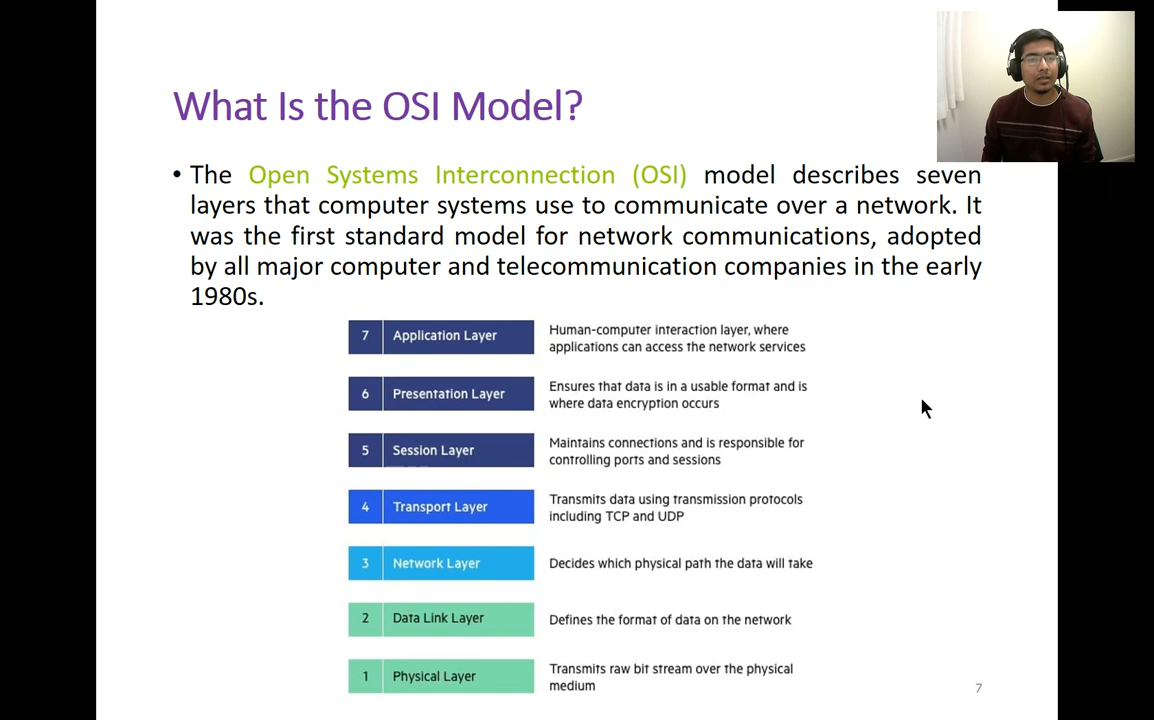 What Is the OSI Model?
• The Open Systems Interconnection (OSI) model describes seven
layers that computer systems use to communicate over a network. It
was the first standard model for network communications, adopted
by all major computer and telecommunication companies in the early
1980s.
7 Application Layer
Human-computer interaction layer, where
applications can access the network services
6 Presentation Layer
Ensures that data is in a usable format and is
where data encryption occurs
5 Session Layer
Maintains connections and is responsible for
controlling ports and sessions
4 Transport Layer
Transmits data using transmission protocols
including TCP and UDP
3 Network Layer
Decides which physical path the data will take
2 Data Link Layer
Defines the format of data on the network
1 Physical Layer
Transmits raw bit stream over the physical
medium
7